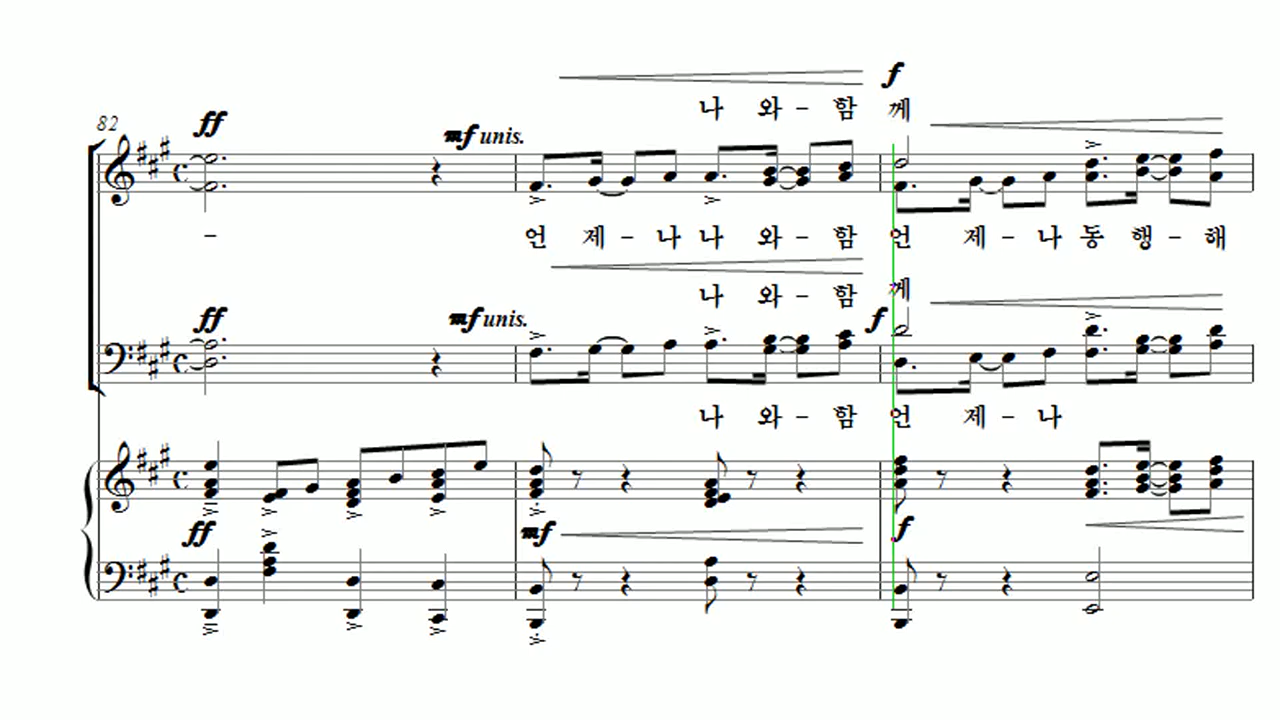 f
나 와 - 함 께
82
ff
mf unis.
- 언 제 - 나 나 와 - 함 언 제 - 나 동 행 - 해
나 와 - 함 께
ff
mf unis.
f
나 와 - 함 언 제 - 나
ff
mf
f